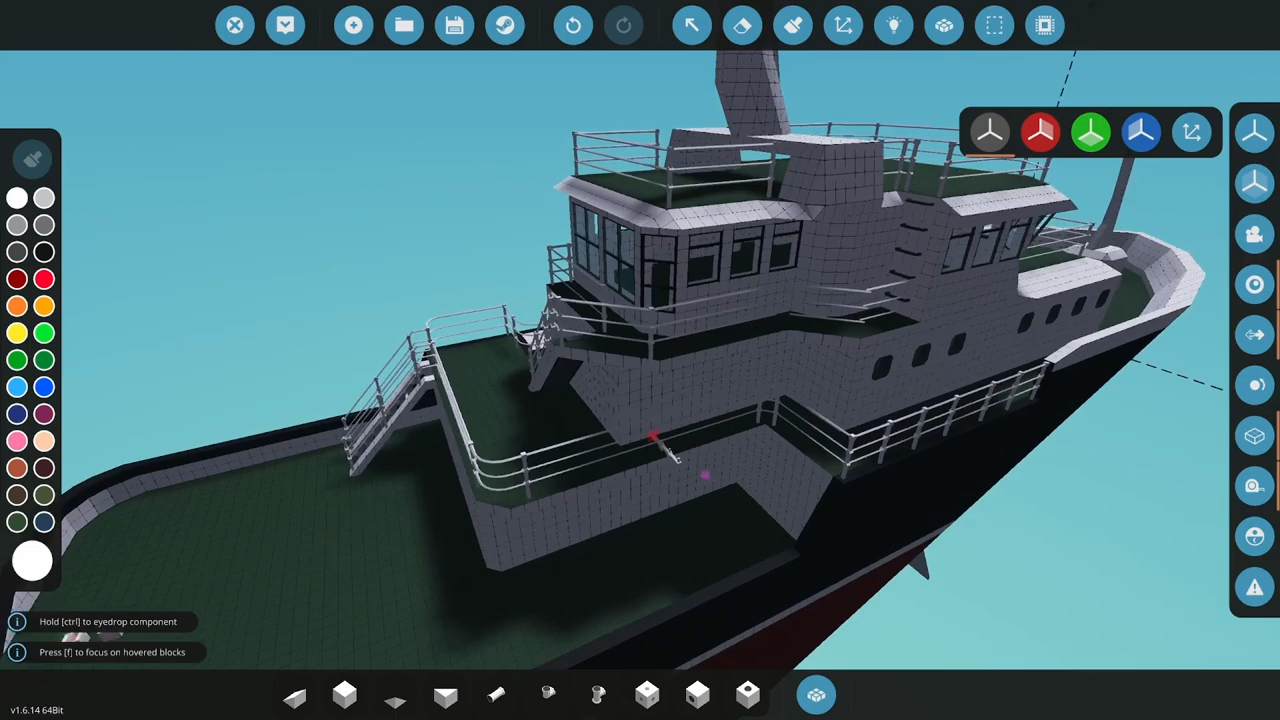 Hold [ctrl] to eyedrop component
Press [f] to focus on hovered blocks
v1.6.14 64Bit